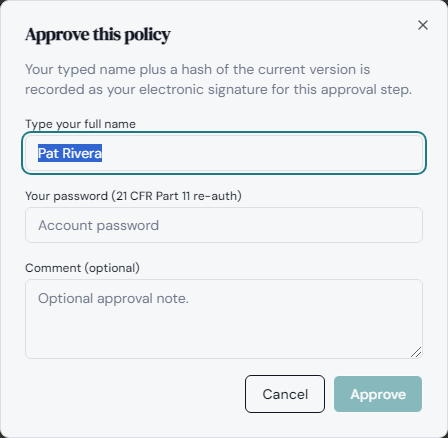 Approve this policy
Your typed name plus a hash of the current version is
recorded as your electronic signature for this approval step.
Type your full name
Pat Rivera
Your password (21 CFR Part 11 re-auth)
Account password
Comment (optional)
Optional approval note.
Cancel
Approve